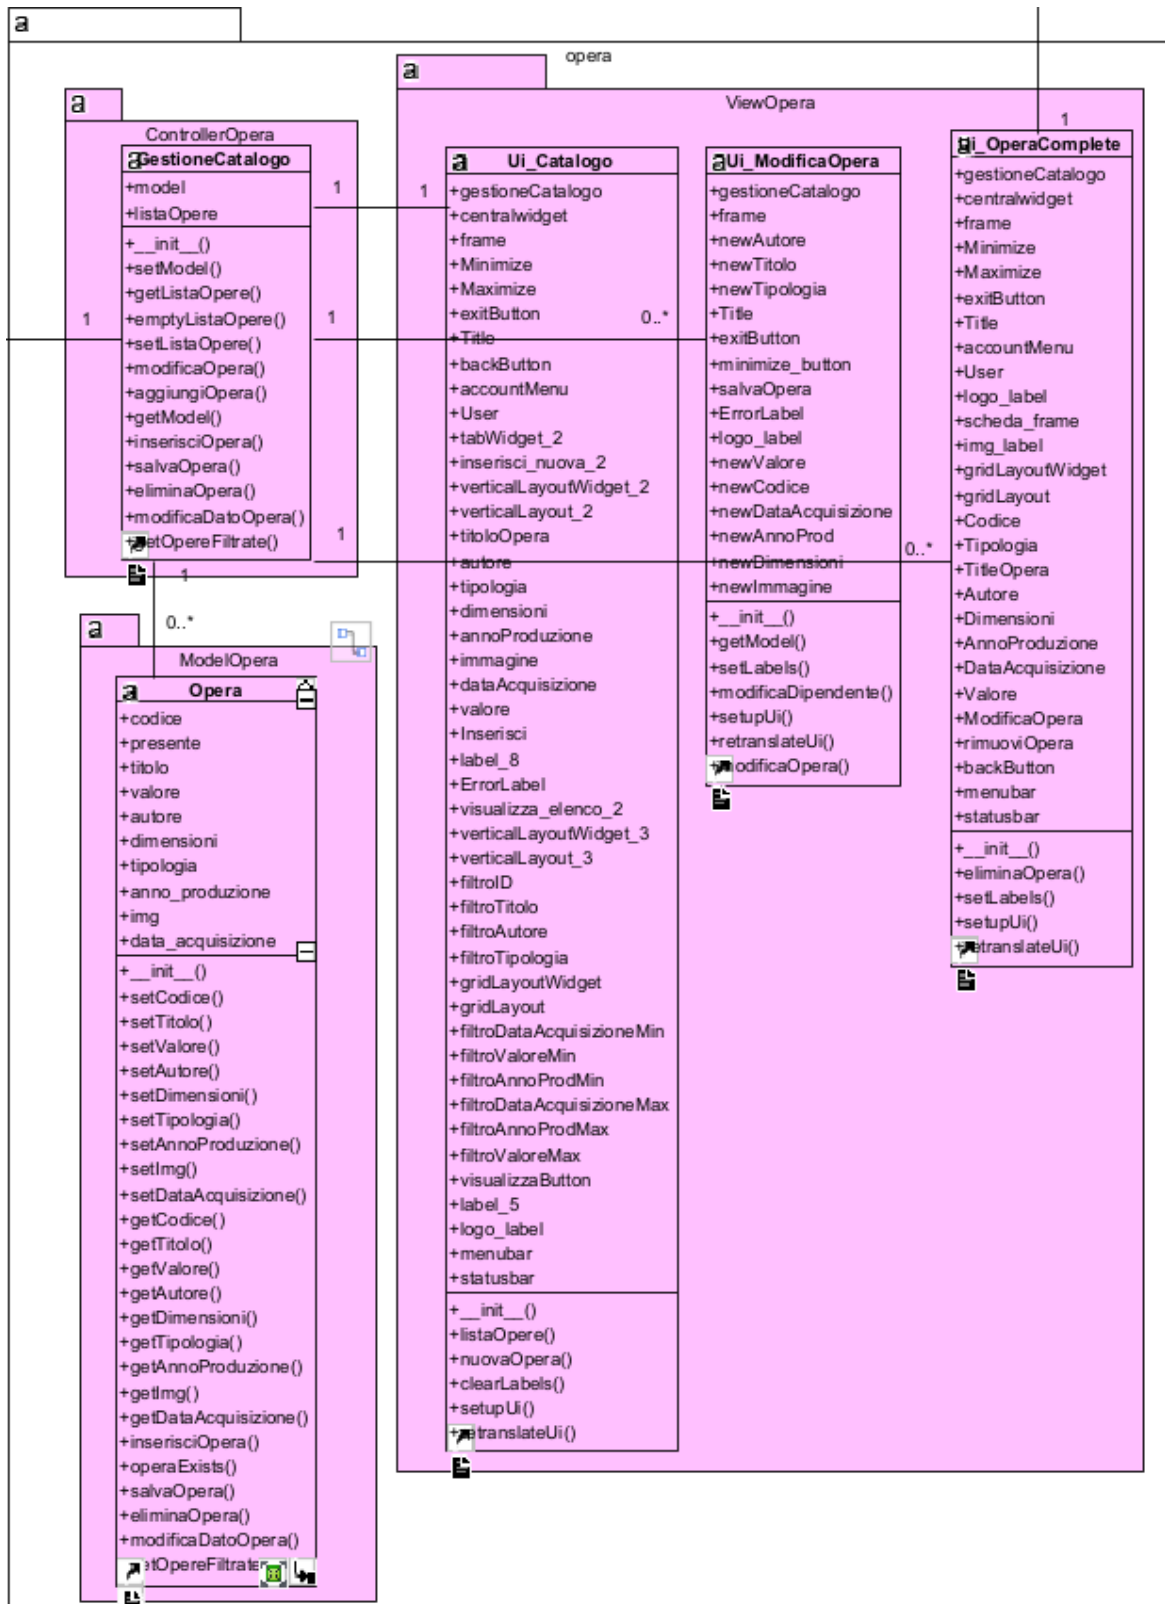 a
opera
a
ControllerOpera
a
GestioneCatalogo
+model
+listaOpere
+__init__()
+setModel()
+getListaOpere()
+emptyListaOpere()
+setListaOpere()
+modificaOpera()
+aggiungiOpera()
+getModel()
+inserisciOpera()
+salvaOpera()
+eliminaOpera()
+modificaDatoOpera()
etOpereFiltrate()
1
1
1
1
1
0..*
a
ModelOpera
a
Opera
+codice
+presente
+titolo
+valore
+autore
+dimensioni
+tipologia
+anno_produzione
+img
+data_acquisizione
+__init__()
+setCodice()
+setTitolo()
+setValore()
+setAutore()
+setDimensioni()
+setTipologia()
+setAnnoProduzione()
+setImg()
+setDataAcquisizione()
+getCodice()
+getTitolo()
+getValore()
+getAutore()
+getDimensioni()
+getTipologia()
+getAnnoProduzione()
+getImg()
+getDataAcquisizione()
+inserisciOpera()
+operaExists()
+salvaOpera()
+eliminaOpera()
+modificaDatoOpera()
etOpereFiltrate
a
ViewOpera
1
a
Ui_Catalogo
+gestioneCatalogo
+centralwidget
+frame
+Minimize
+Maximize
+exitButton
+Title
+backButton
+accountMenu
+User
+tabWidget_2
+inserisci_nuova_2
+verticalLayoutWidget_2
+verticalLayout_2
+titoloOpera
+autore
+tipologia
+dimensioni
+annoProduzione
+immagine
+dataAcquisizione
+valore
+Inserisci
+label_8
+ErrorLabel
+visualizza_elenco_2
+verticalLayoutWidget_3
+verticalLayout_3
+filtroID
+filtroTitolo
+filtroAutore
+filtroTipologia
+gridLayoutWidget
+gridLayout
+filtroDataAcquisizioneMin
+filtroValoreMin
+filtroAnnoProdMin
+filtroDataAcquisizioneMax
+filtroAnnoProdMax
+filtroValoreMax
+visualizzaButton
+label_5
+logo_label
+menubar
+statusbar
+__init__()
+listaOpere()
+nuovaOpera()
+clearLabels()
+setupUi()
+retranslateUi()
0..*
a
Ui_ModificaOpera
+gestioneCatalogo
+frame
+newAutore
+newTitolo
+newTipologia
+Title
+exitButton
+minimize_button
+salvaOpera
+ErrorLabel
+logo_label
+newValore
+newCodice
+newDataAcquisizione
+newAnnoProd
+newDimensioni
+newImmagine
+__init__()
+getModel()
+setLabels()
+modificaDipendente()
+setupUi()
+retranslateUi()
+modificaOpera()
0..*
1
Ui_OperaComplete
+gestioneCatalogo
+centralwidget
+frame
+Minimize
+Maximize
+exitButton
+Title
+accountMenu
+User
+logo_label
+scheda_frame
+img_label
+gridLayoutWidget
+gridLayout
+Codice
+Tipologia
+TitleOpera
+Autore
+Dimensioni
+AnnoProduzione
+DataAcquisizione
+Valore
+ModificaOpera
+rimuoviOpera
+backButton
+menubar
+statusbar
+__init__()
+eliminaOpera()
+setLabels()
+setupUi()
+retranslateUi()